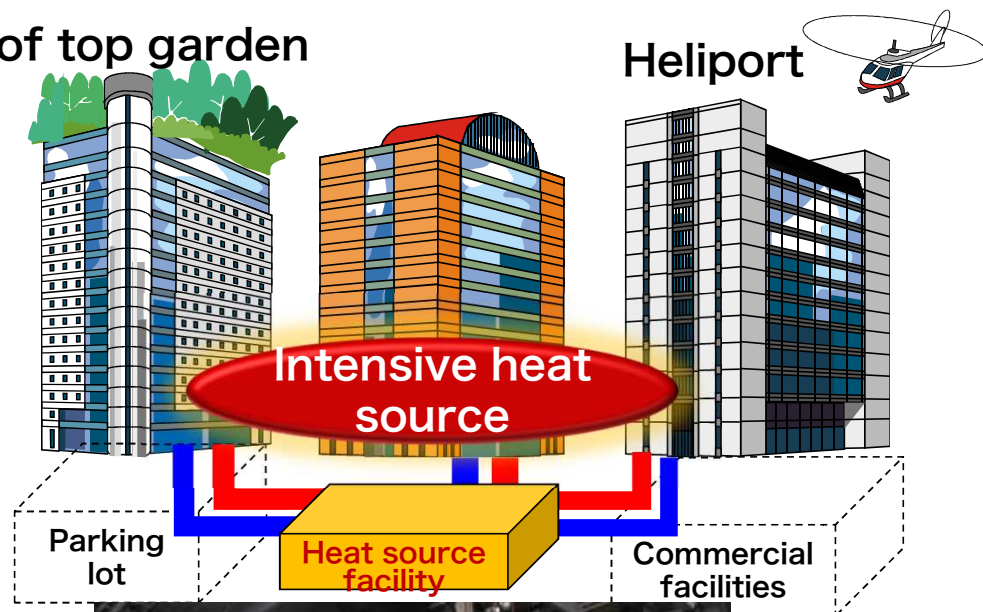 of top garden
Heliport
Intensive heat
source
Parking
lot
Heat source
facility
Commercial
facilities